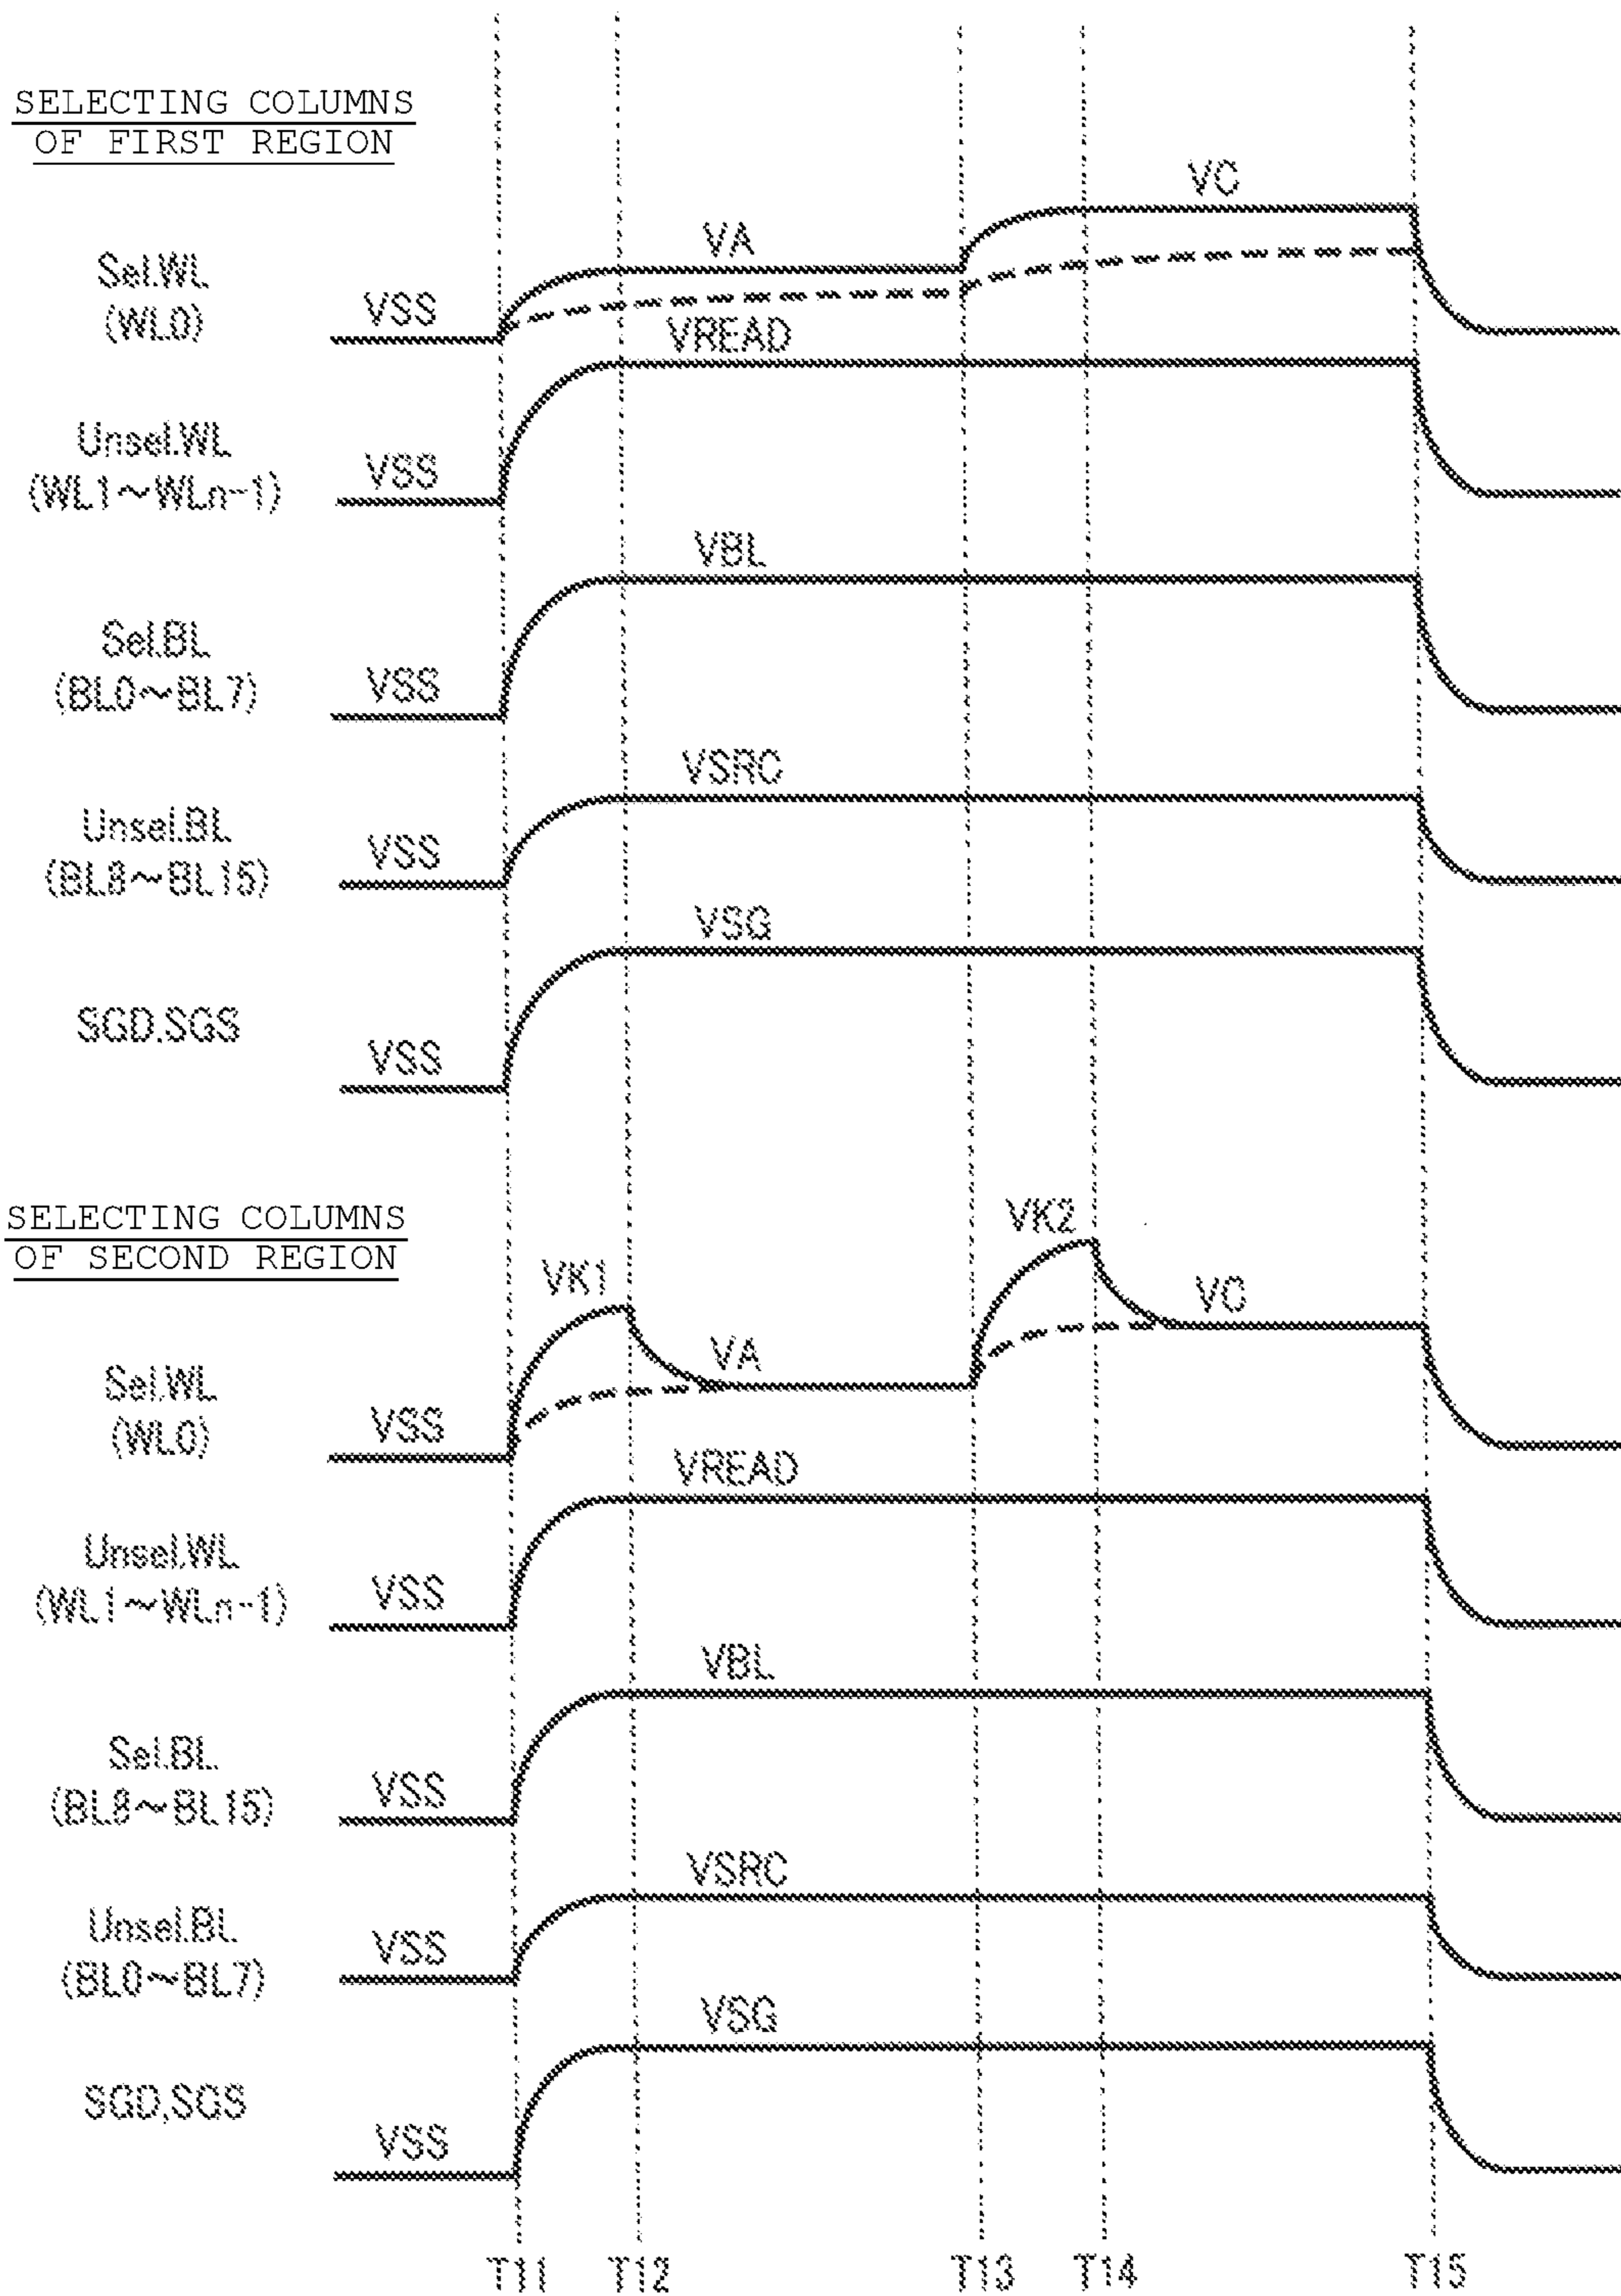 SELECTING COLUMNS
OF FIRST REGION
VC
VA
Sel.WL
(WL0)
VSS
VREAD
Unsel.WL
(WL1~WLn-1)
VSS
VBL
Sel.BL
(BL0~BL7)
VSS
VSRC
Unsel.BL
(BL8~BL15)
VSS
VSG
SGD.SGS
VSS
SELECTING COLUMNS
OF SECOND REGION
VK2
VK1
VC
VA
Sel.WL
(WL0)
VSS
VREAD
Unsel.WL
(WL1~WLn-1)
VSS
VBL
Sel.BL
(BL8~BL15)
VSS
VSRC
Unsel.BL
(BL0~BL7)
VSS
VSG
SGD,SGS
VSS
T11 T12 T13 T14 T15